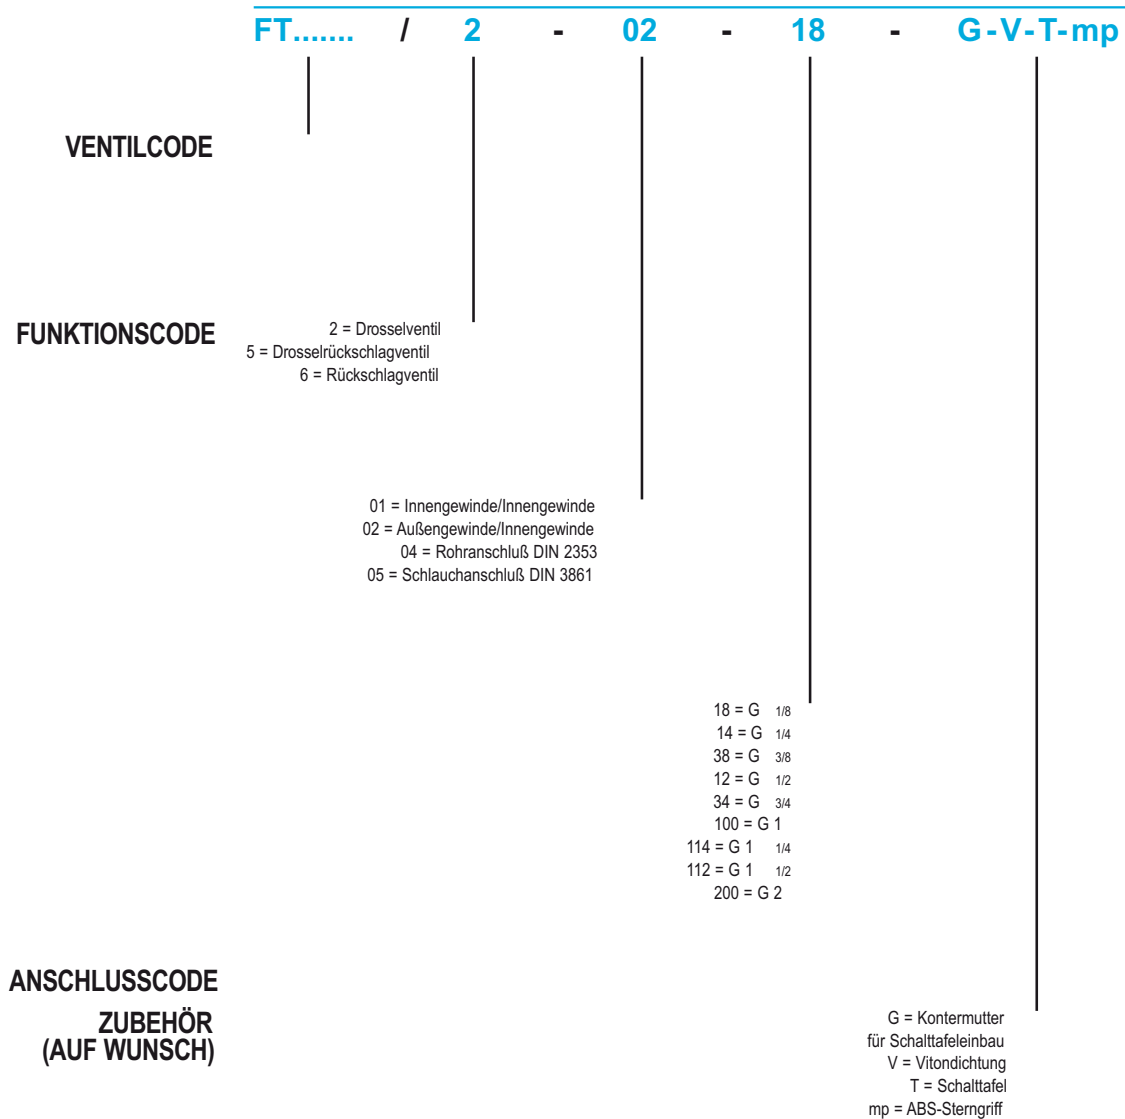 FT....... / 2 - 02 - 18 - G-V-T-mp
VENTILCODE
FUNKTIONSCODE
2 = Drosselventil
5 = Drosselrückschlagventil
6 = Rückschlagventil
01 = Innengewinde/Innengewinde
02 = Außengewinde/Innengewinde
04 = Rohranschluß DIN 2353
05 = Schlauchanschluß DIN 3861
18 = G 1/8
14 = G 1/4
38 = G 3/8
12 = G 1/2
34 = G 3/4
100 = G 1
114 = G 1 1/4
112 = G 1 1/2
200 = G 2
ANSCHLUSSCODE
ZUBEHÖR
(AUF WUNSCH)
G = Kontermutter
für Schalttafeleinbau
V = Vitondichtung
T = Schalttafel
mp = ABS-Sterngriff